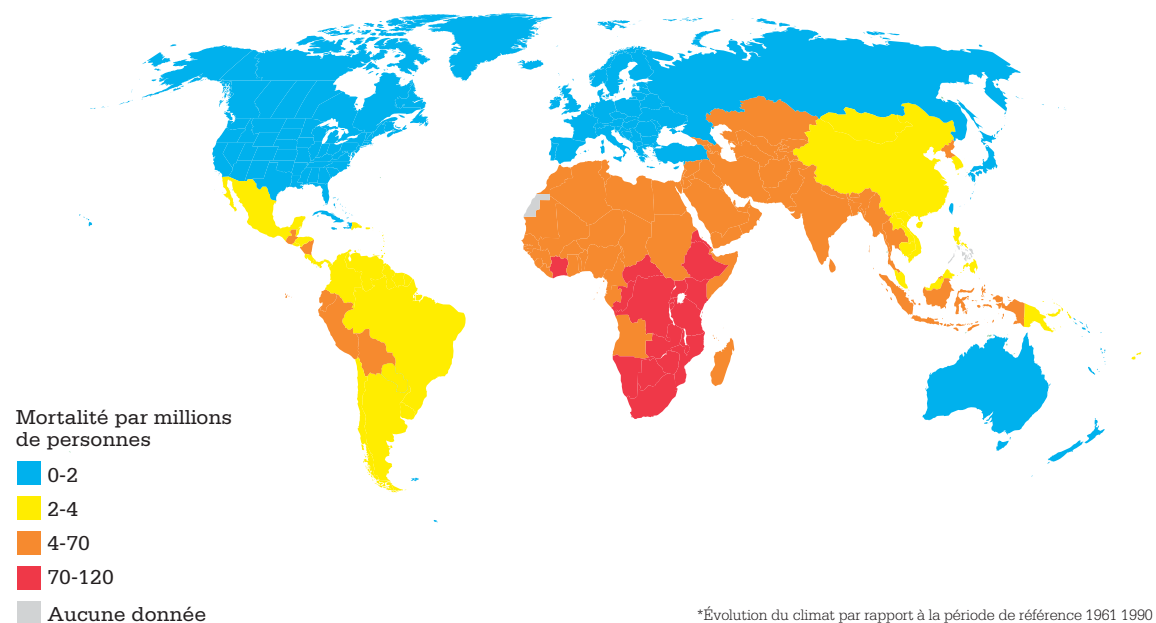 Mortalité par millions
de personnes
0-2
2-4
4-70
70-120
Aucune donnée
*Évolution du climat par rapport à la période de référence 1961 1990